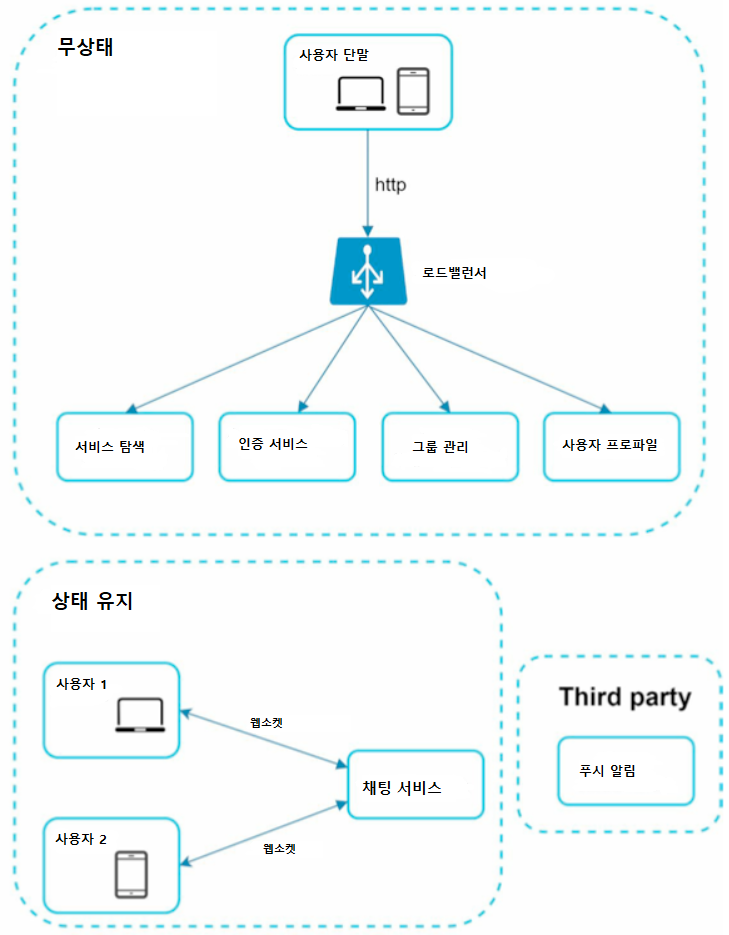 무상태
사용자 단말
http
로드밸런서
서비스 탐색
인증 서비스
그룹 관리
사용자 프로파일
상태 유지
사용자 1
웹소켓
채팅 서비스
사용자 2
웹소켓
Third party
푸시 알림